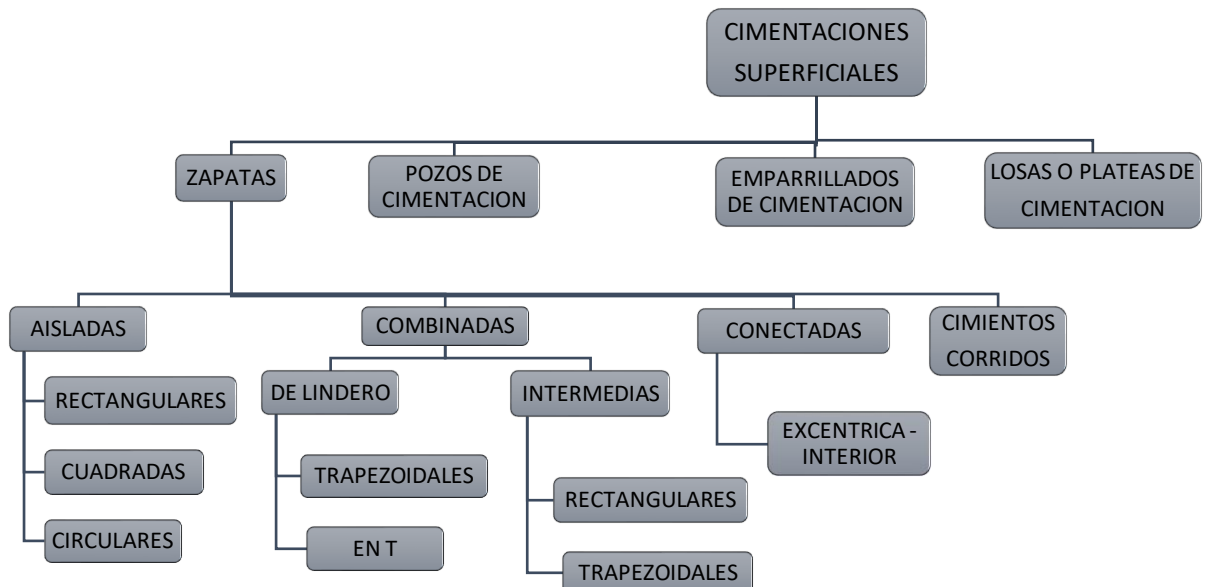 CIMENTACIONES
SUPERFICIALES
ZAPATAS
POZOS DE
CIMENTACION
EMPARRILLADOS
DE CIMENTACION
LOSAS O PLATEAS DE
CIMENTACION
AISLADAS
COMBINADAS
CONECTADAS
CIMIENTOS
CORRIDOS
RECTANGULARES
CUADRADAS
CIRCULARES
DE LINDERO
TRAPEZOIDALES
EN T
INTERMEDIAS
RECTANGULARES
TRAPEZOIDALES
EXCENTRICA -
INTERIOR